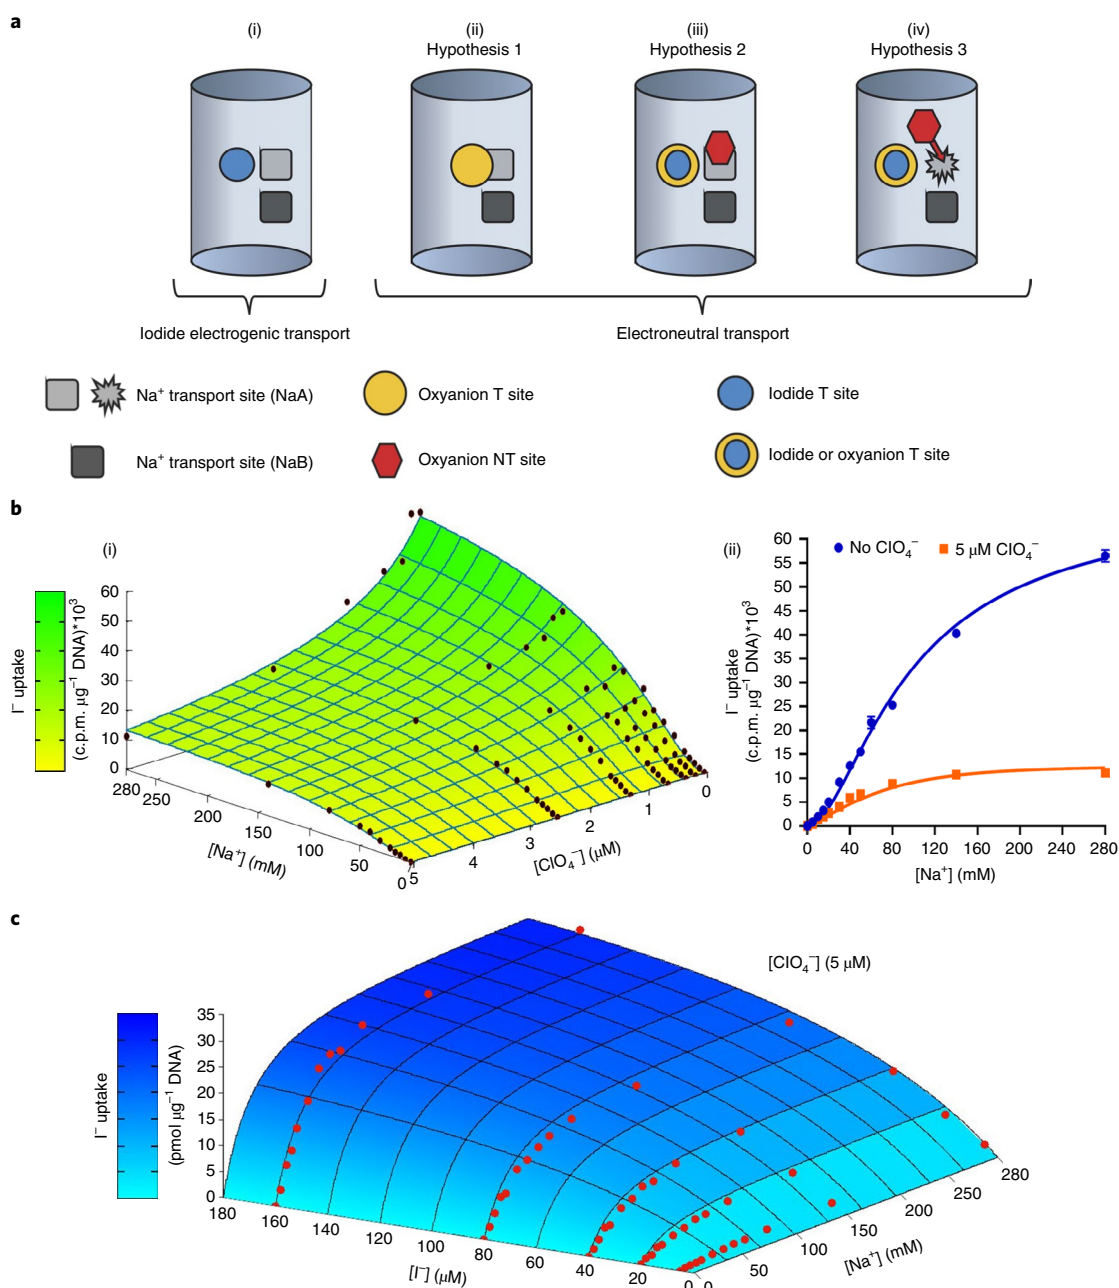 a
(i)
(ii)
Hypothesis 1
(iii)
Hypothesis 2
(iv)
Hypothesis 3
Iodide electrogenic transport
Electroneutral transport
Na⁺ transport site (NaA)
Oxyanion T site
Iodide T site
Na⁺ transport site (NaB)
Oxyanion NT site
Iodide or oxyanion T site
b
(i)
I⁻ uptake
(c.p.m. μg⁻¹ DNA)*10³
60
50
40
30
20
10
0
280
250
200
150
100
50
0
[Na⁺] (mM)
5
4
3
2
1
0
[ClO₄⁻] (μM)
(ii)
No ClO₄⁻
5 μM ClO₄⁻
I⁻ uptake
(c.p.m. μg⁻¹ DNA)*10³
60
55
50
45
40
35
30
25
20
15
10
5
0
0 40 80 120 160 200 240 280
[Na⁺] (mM)
c
[ClO₄⁻] (5 μM)
I⁻ uptake
(pmol μg⁻¹ DNA)
35
30
25
20
15
10
5
0
180
160
140
120
100
80
60
40
20
0
[I⁻] (μM)
0
50
100
150
200
250
280
[Na⁺] (mM)